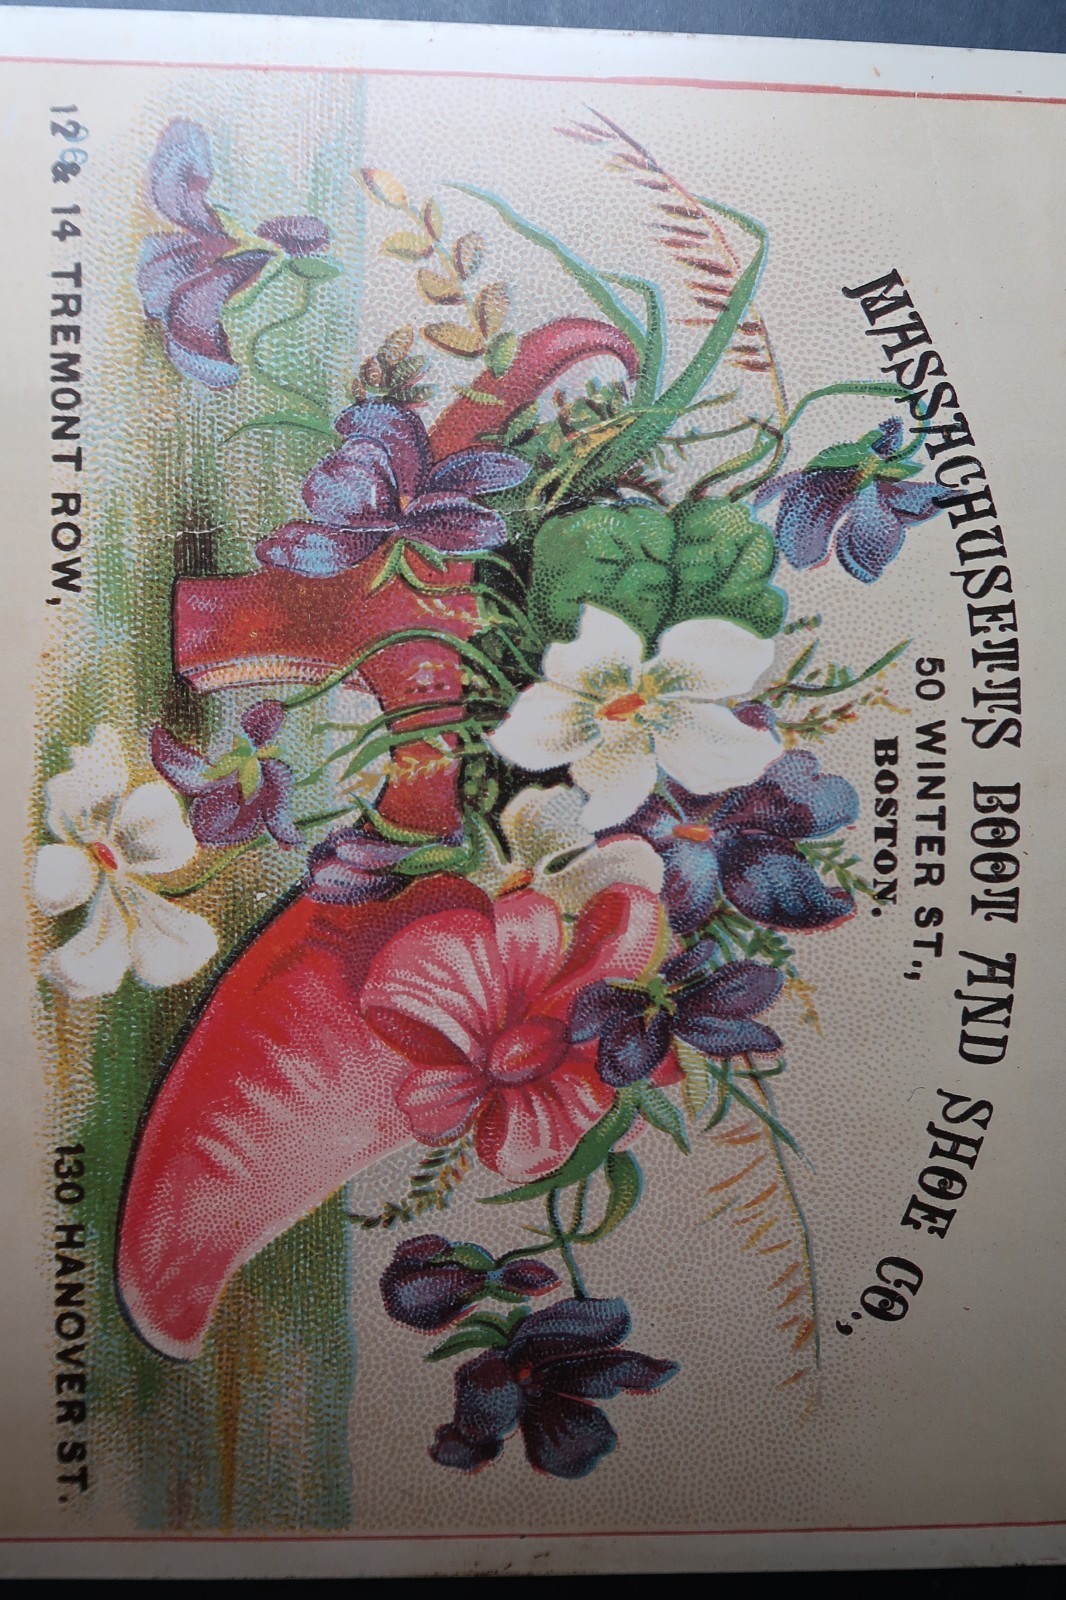 MASSACHUSETTS BOOT AND SHOE CO.,
50 WINTER ST.,
BOSTON.
12 & 14 TREMONT ROW,
130 HANOVER ST.